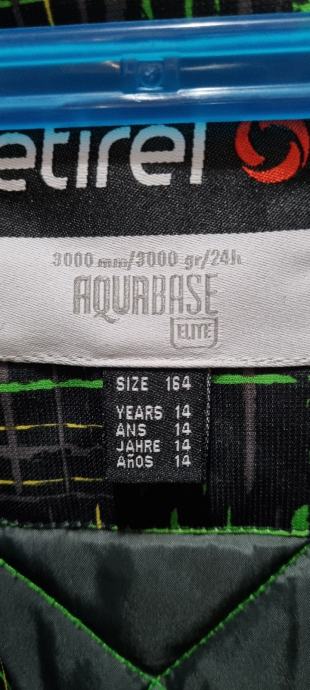 etirel
3000 mm/3000 gr/24h
AQUABASE
ELITE
SIZE 164
YEARS 14
ANS 14
JAHRE 14
AÑOS 14